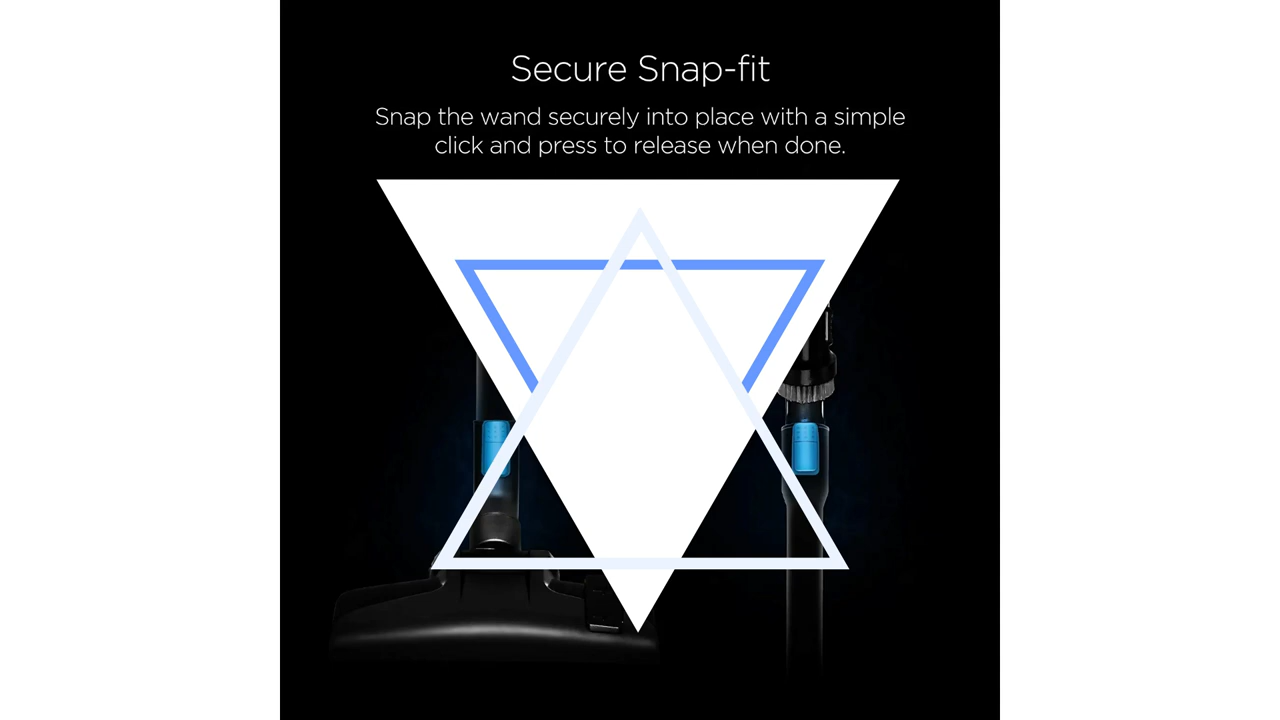 Secure Snap-fit
Snap the wand securely into place with a simple
click and press to release when done.